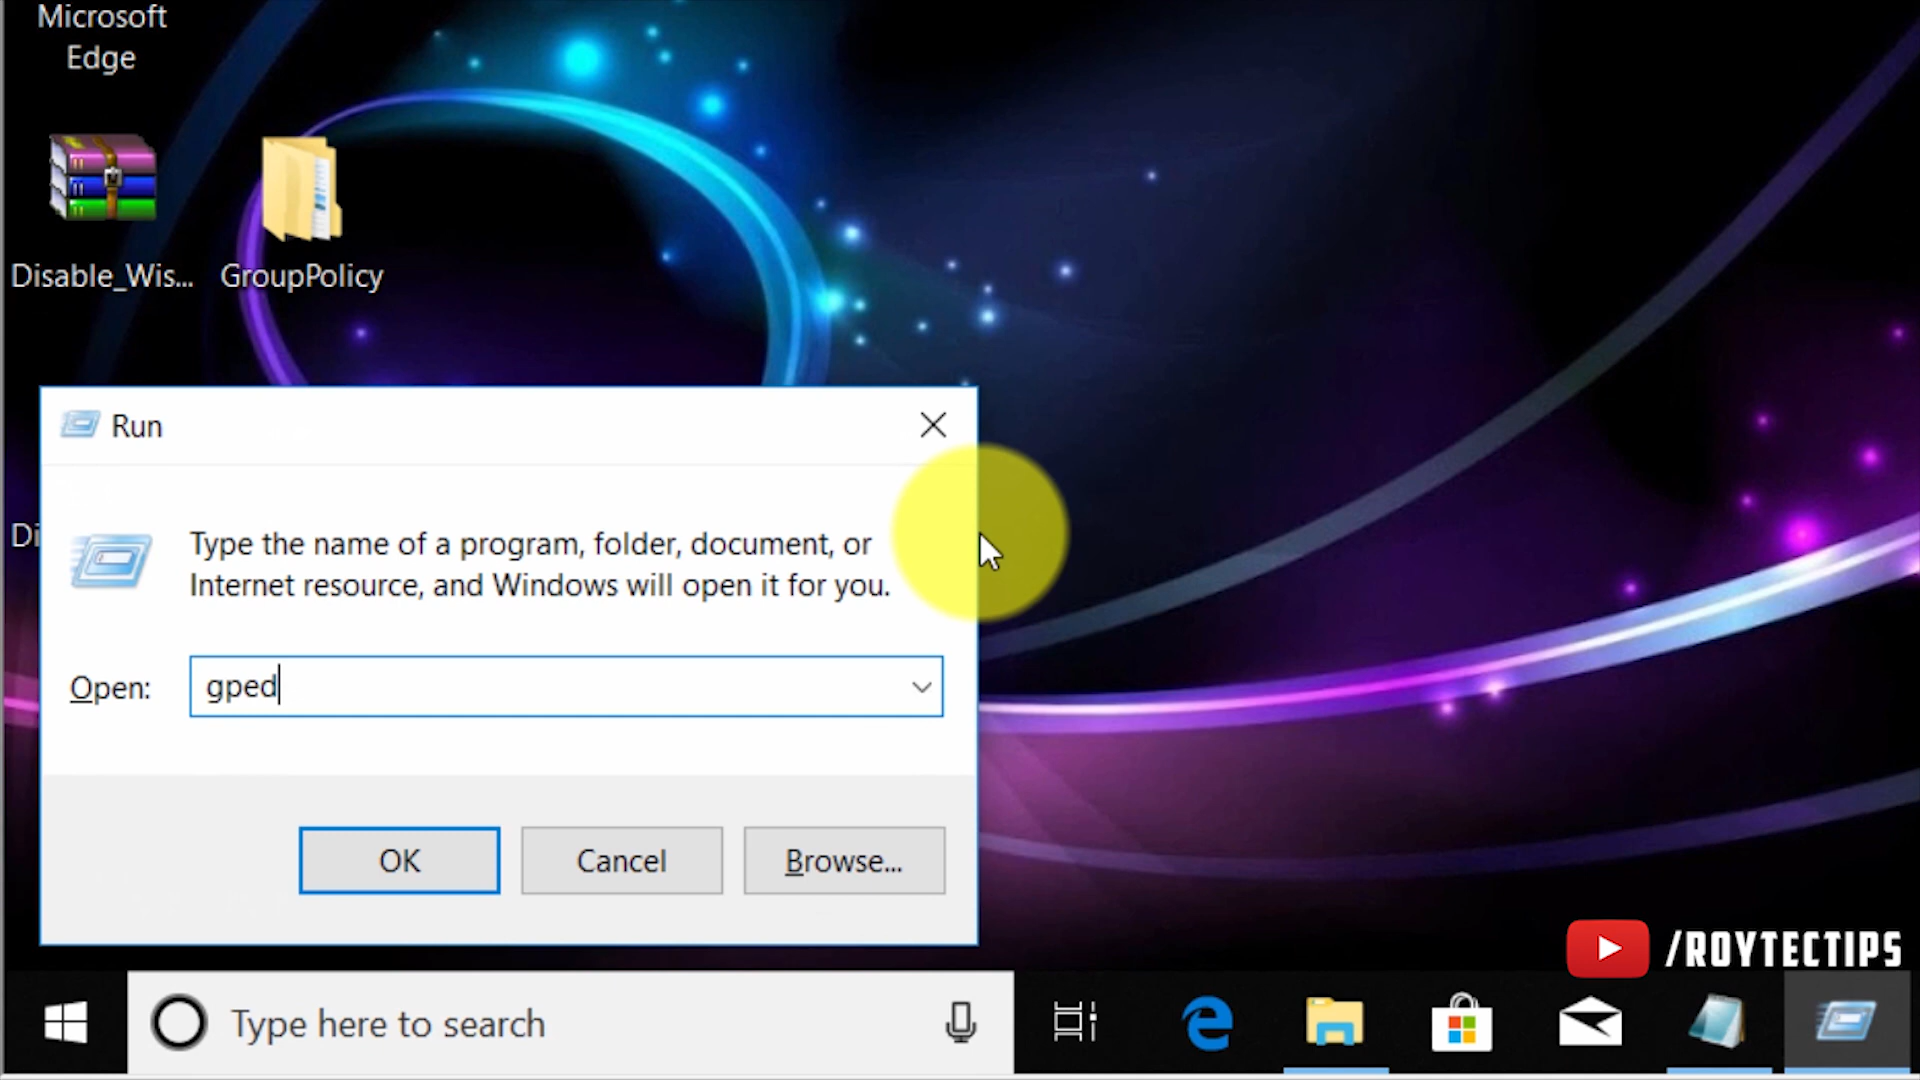 Microsoft
Edge
Disable_Wis...
GroupPolicy
Run
Di
Type the name of a program, folder, document, or
Internet resource, and Windows will open it for you.
Open:
gped
OK
Cancel
Browse...
/ROYTECTIPS
Type here to search